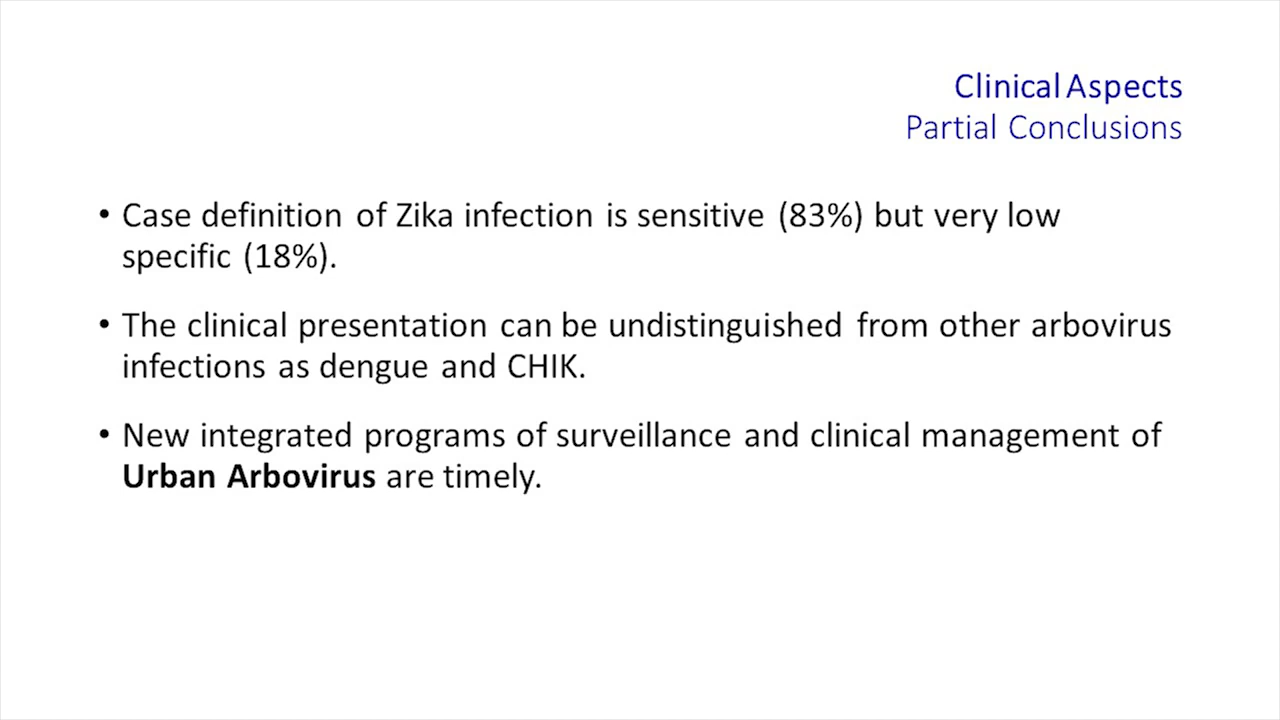 Clinical Aspects
Partial Conclusions
• Case definition of Zika infection is sensitive (83%) but very low
specific (18%).
• The clinical presentation can be undistinguished from other arbovirus
infections as dengue and CHIK.
• New integrated programs of surveillance and clinical management of
Urban Arbovirus are timely.